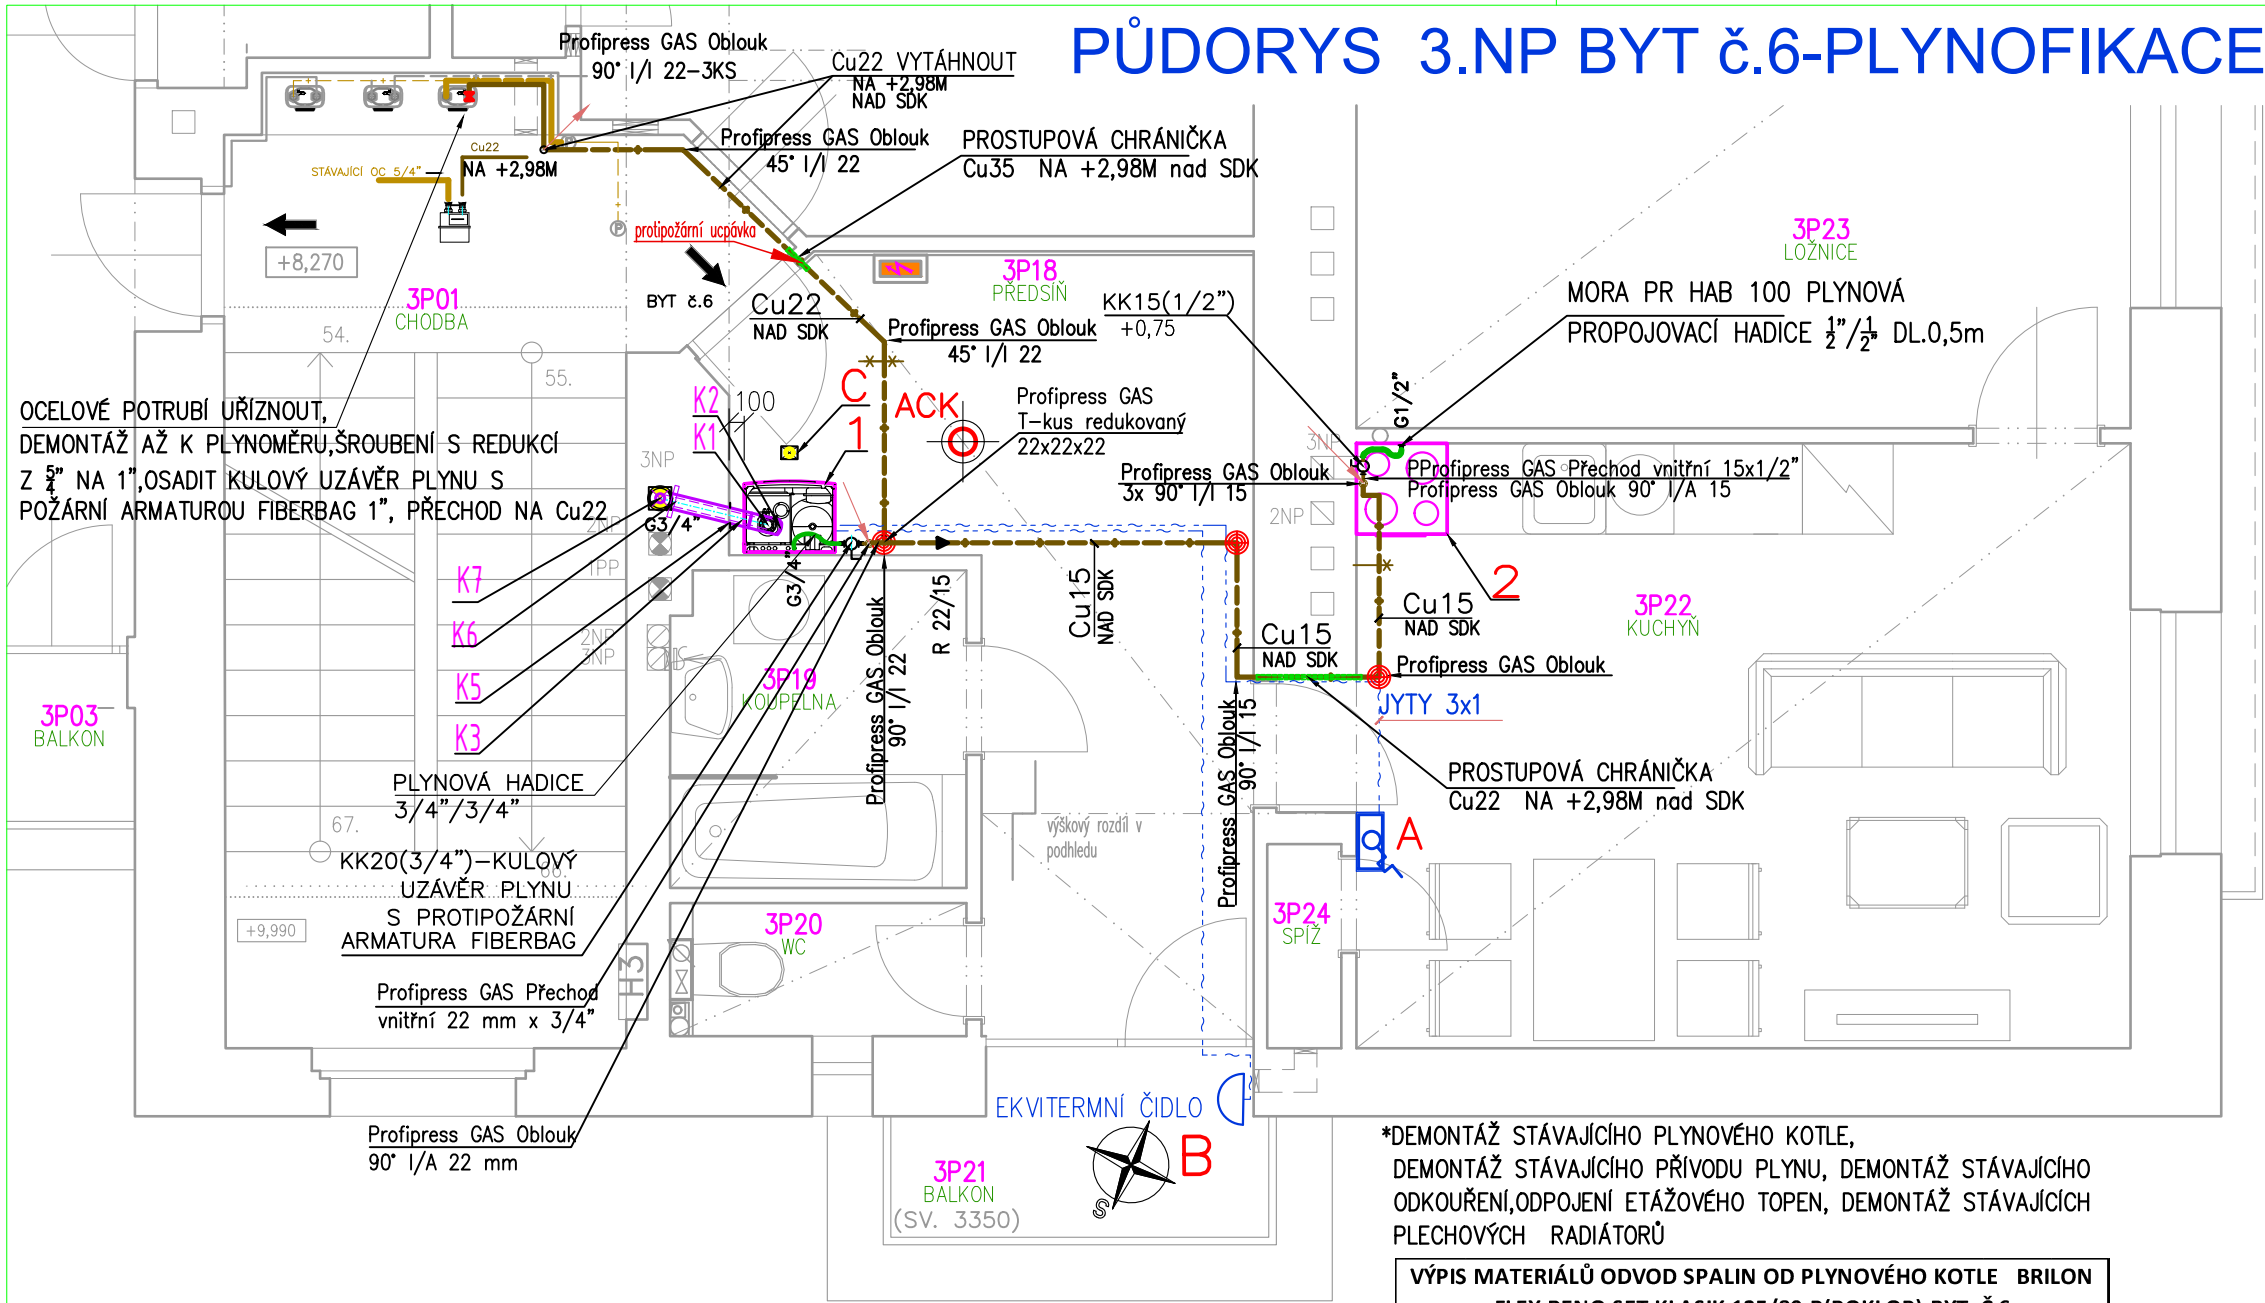 PŮDORYS 3.NP BYT č.6-PLYNOFIKACE
Profipress GAS Oblouk
90° I/I 22-3KS
Cu22 VYTÁHNOUT
NA +2,98M
NAD SDK
Profipress GAS Oblouk
45° I/I 22
PROSTUPOVÁ CHRÁNIČKA
Cu35 NA +2,98M nad SDK
Cu22
NA +2,98M
STÁVAJÍCÍ OC 5/4"
P
protipožární ucpávka
+8,270
3P01
CHODBA
BYT č.6
3P18
PŘEDSÍŇ
Cu22
NAD SDK
KK15(1/2")
+0,75
Profipress GAS Oblouk
45° I/I 22
3P23
LOŽNICE
MORA PR HAB 100 PLYNOVÁ
PROPOJOVACÍ HADICE 1/2"/1/2" DL.0,5m
54.
55.
OCELOVÉ POTRUBÍ UŘÍZNOUT,
DEMONTÁŽ AŽ K PLYNOMĚRU,ŠROUBENÍ S REDUKCÍ
Z 5/4" NA 1",OSADIT KULOVÝ UZÁVĚR PLYNU S
POŽÁRNÍ ARMATUROU FIBERBAG 1", PŘECHOD NA Cu22
K2
K1
100
C
1
ACK
Profipress GAS
T-kus redukovaný
22x22x22
G1/2"
3NP
Profipress GAS Oblouk
3x 90° I/I 15
PProfipress GAS Přechod vnitřní 15x1/2"
Profipress GAS Oblouk 90° I/A 15
2NP
3NP
G3/4"
2NP
1PP
2NP
3NP
G3/4"
K7
K6
K5
K3
R 22/15
Cu15
NAD SDK
Cu15
NAD SDK
Cu15
NAD SDK
2
3P22
KUCHYŇ
Profipress GAS Oblouk
JYTY 3x1
3P19
KOUPELNA
Profipress GAS Oblouk
90° I/I 22
Profipress GAS Oblouk
90° I/I 15
3P03
BALKON
PLYNOVÁ HADICE
3/4"/3/4"
67.
66.
PROSTUPOVÁ CHRÁNIČKA
Cu22 NA +2,98M nad SDK
výškový rozdíl v
podhledu
A
KK20(3/4")-KULOVÝ
UZÁVĚR PLYNU
S PROTIPOŽÁRNÍ
ARMATURA FIBERBAG
+9,990
H3
3P20
WC
3P24
SPÍŽ
Profipress GAS Přechod
vnitřní 22 mm x 3/4"
Profipress GAS Oblouk
90° I/A 22 mm
EKVITERMNÍ ČIDLO
B
S
3P21
BALKON
(SV. 3350)
*DEMONTÁŽ STÁVAJÍCÍHO PLYNOVÉHO KOTLE,
DEMONTÁŽ STÁVAJÍCÍHO PŘÍVODU PLYNU, DEMONTÁŽ STÁVAJÍCÍHO
ODKOUŘENÍ,ODPOJENÍ ETÁŽOVÉHO TOPEN, DEMONTÁŽ STÁVAJÍCÍCH
PLECHOVÝCH RADIÁTORŮ
VÝPIS MATERIÁLŮ ODVOD SPALIN OD PLYNOVÉHO KOTLE BRILON